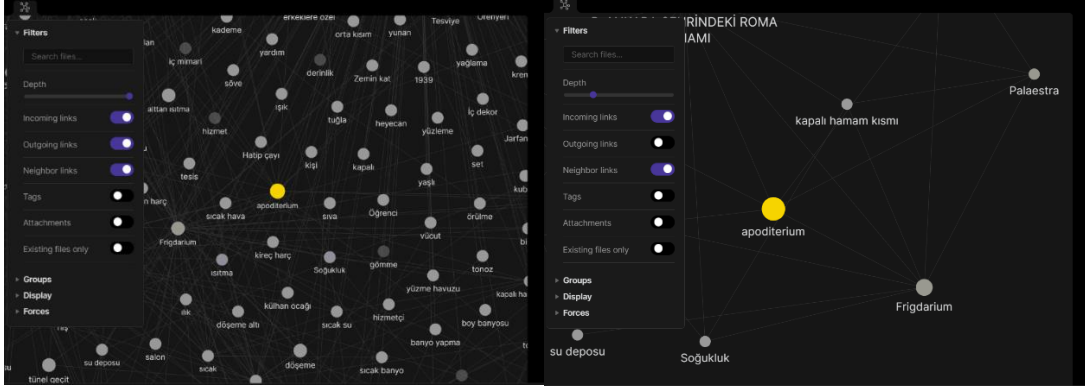 erkeklere özel
Tesviye
kademe
orta kısım
yunan
Filters
yardım
iç mimari
yağlama
Search files...
derinlik
Zemin kat
1939
söve
Depth
alttan ısıtma
ışık
İç dekor
tuğla
heyecan
Incoming links
hizmet
yüzleme
Outgoing links
Hatip çayı
kişi
kapalı
set
Neighbor links
tesis
yaşlı
Tags
apoditerium
sıcak hava
sıva
Öğrenci
örülme
Attachments
vücut
Frigdarium
Existing files only
kireç harç
ısıtma
Soğukluk
gömme
tonoz
Groups
yüzme havuzu
Display
ılık
külhan ocağı
Forces
döşeme altı
sıcak su
hizmetçi
boy banyosu
banyo yapma
salon
su deposu
sıcak
döşeme
sıcak banyo
tünel geçit
ŞEHRİNDEKİ ROMA
HAMAMI
Filters
Search files...
Depth
Palaestra
Incoming links
kapalı hamam kısmı
Outgoing links
Neighbor links
Tags
Attachments
apoditerium
Existing files only
Groups
Display
Frigdarium
Forces
su deposu
Soğukluk